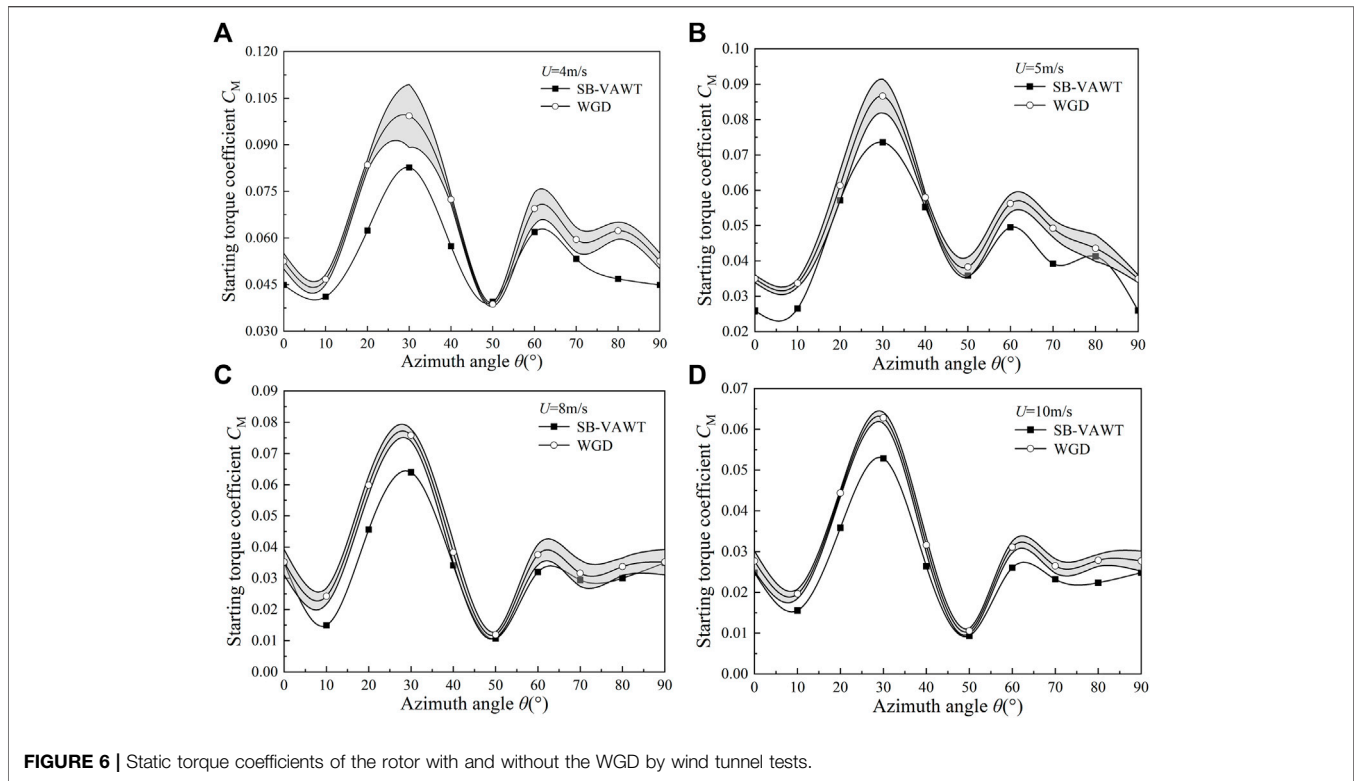 A
Starting torque coefficient CM
0.120
0.105
0.090
0.075
0.060
0.045
0.030
U=4m/s
SB-VAWT
WGD
0 10 20 30 40 50 60 70 80 90
Azimuth angle θ(°)
B
Starting torque coefficient CM
0.10
0.09
0.08
0.07
0.06
0.05
0.04
0.03
0.02
U=5m/s
SB-VAWT
WGD
0 10 20 30 40 50 60 70 80 90
Azimuth angle θ(°)
C
Starting torque coefficient CM
0.09
0.08
0.07
0.06
0.05
0.04
0.03
0.02
0.01
0.00
U=8m/s
SB-VAWT
WGD
0 10 20 30 40 50 60 70 80 90
Azimuth angle θ(°)
D
Starting torque coefficient CM
0.07
0.06
0.05
0.04
0.03
0.02
0.01
0.00
U=10m/s
SB-VAWT
WGD
0 10 20 30 40 50 60 70 80 90
Azimuth angle θ(°)
FIGURE 6 | Static torque coefficients of the rotor with and without the WGD by wind tunnel tests.